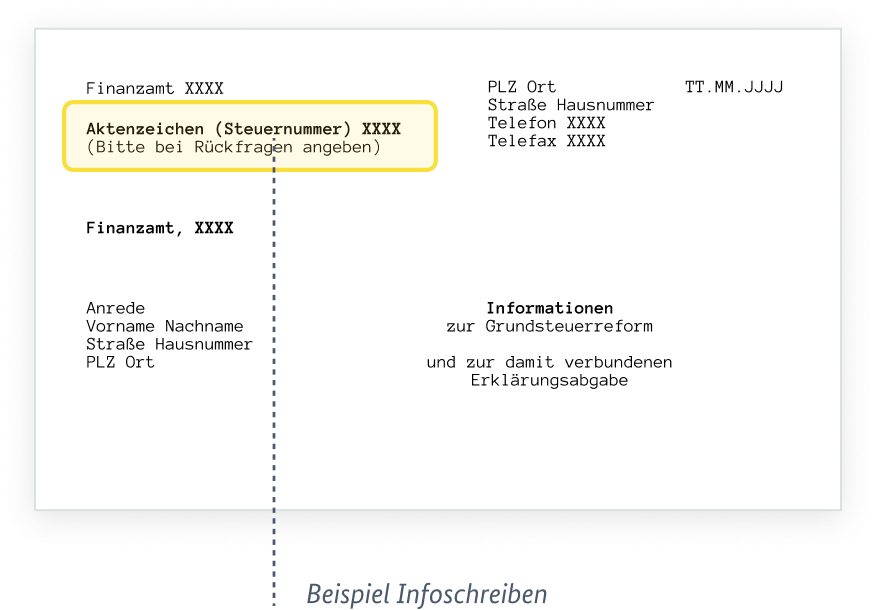 Finanzamt XXXX
Aktenzeichen (Steuernummer) XXXX
(Bitte bei Rückfragen angeben)
PLZ Ort TT.MM.JJJJ
Straße Hausnummer
Telefon XXXX
Telefax XXXX
Finanzamt, XXXX
Anrede
Vorname Nachname
Straße Hausnummer
PLZ Ort
Informationen
zur Grundsteuerreform
und zur damit verbundenen
Erklärungsabgabe
Beispiel Infoschreiben